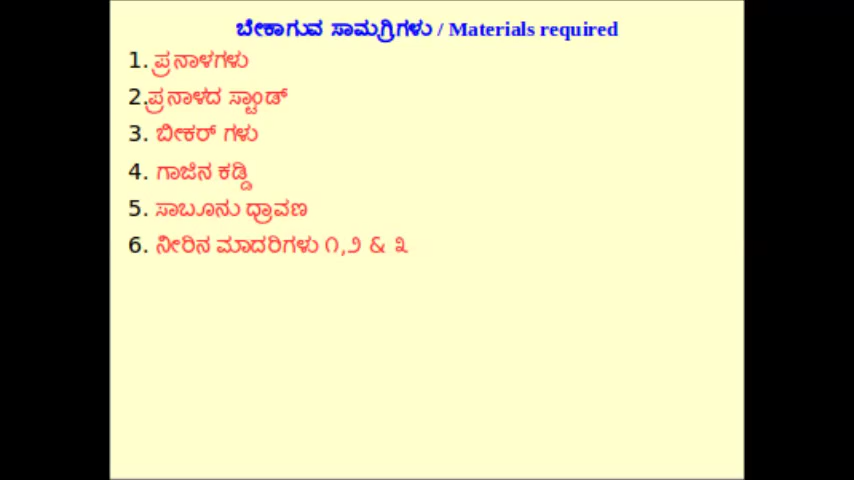 ಬೇಕಾಗುವ ಸಾಮಗ್ರಿಗಳು / Materials required
1. ಪ್ರನಾಳಗಳು
2.ಪ್ರನಾಳದ ಸ್ಟಾಂಡ್
3. ಬೀಕರ್ ಗಳು
4. ಗಾಜಿನ ಕಡ್ಡಿ
5. ಸಾಬೂನು ಧ್ರಾವಣ
6. ನೀರಿನ ಮಾದರಿಗಳು ೧,೨ & ೩